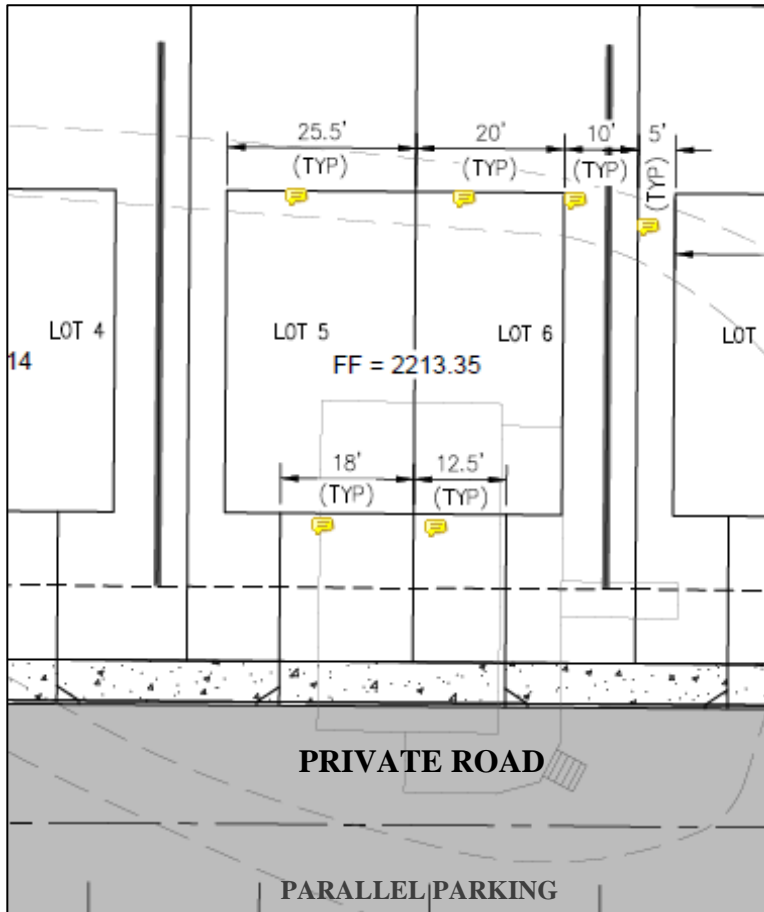 25.5' 20' 10' 5'
(TYP) (TYP) (TYP) (TYP)
LOT 4 LOT 5 LOT 6 LOT
14 FF = 2213.35
18' 12.5'
(TYP) (TYP)
PRIVATE ROAD
PARALLEL PARKING